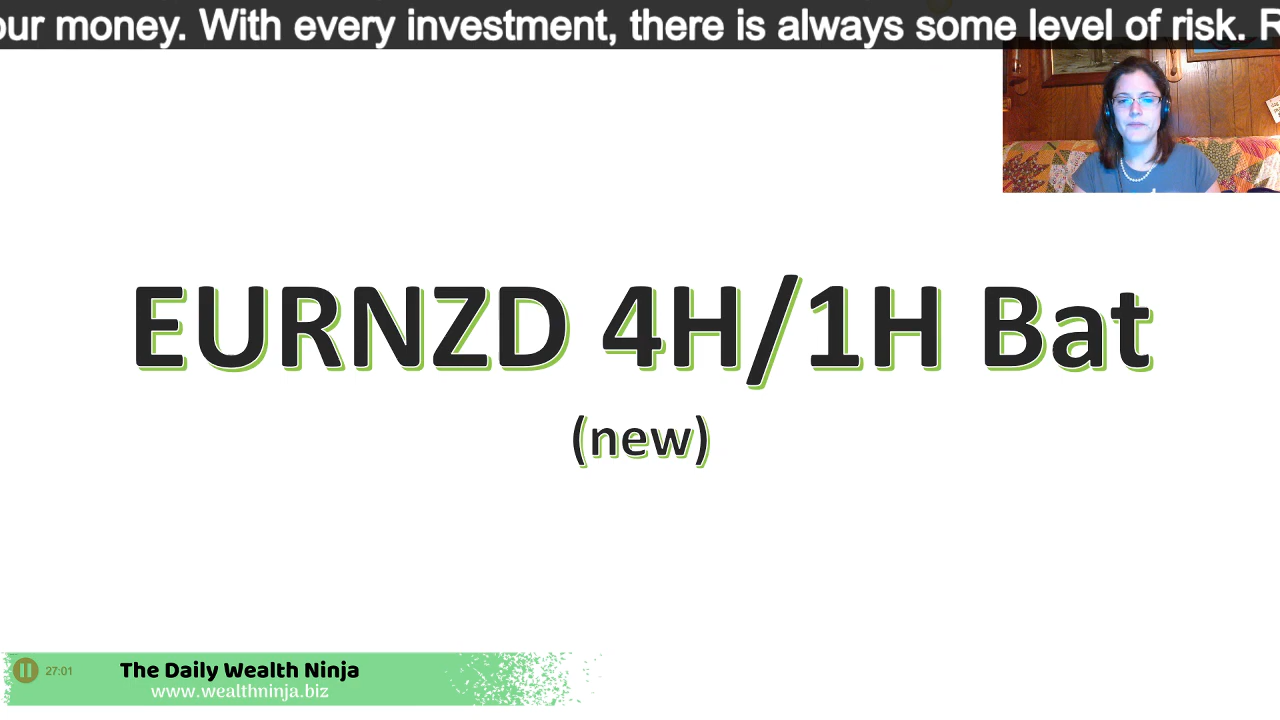 our money. With every investment, there is always some level of risk. R
EURNZD 4H/1H Bat
(new)
27:01
The Daily Wealth Ninja
www.wealthninja.biz